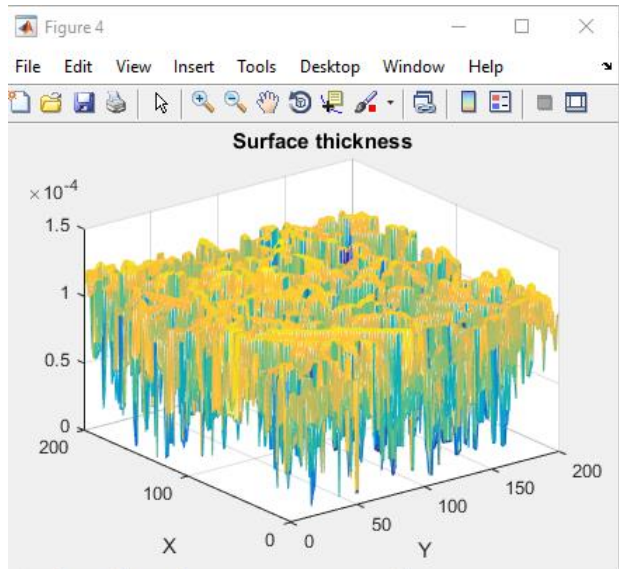 Figure 4
File Edit View Insert Tools Desktop Window Help
Surface thickness
×10-4
1.5
1
0.5
0
200
100
0
0
50
100
150
200
X
Y